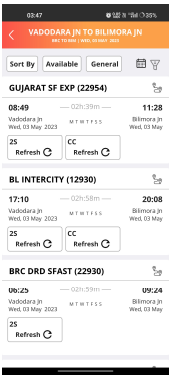 03:47
35%
VADODARA JN TO BILIMORA JN
BRC TO BIM | WED, 03 MAY 2023
Sort By Available General
GUJARAT SF EXP (22954)
08:49 02h:39m 11:28
Vadodara Jn Bilimora Jn
Wed, 03 May 2023 M T W T F S S Wed, 03 May
2S CC
Refresh Refresh
BL INTERCITY (12930)
17:10 02h:58m 20:08
Vadodara Jn Bilimora Jn
Wed, 03 May 2023 M T W T F S S Wed, 03 May
2S CC
Refresh Refresh
BRC DRD SFAST (22930)
06:25 02h:59m 09:24
Vadodara Jn Bilimora Jn
Wed, 03 May 2023 M T W T F S S Wed, 03 May
2S
Refresh